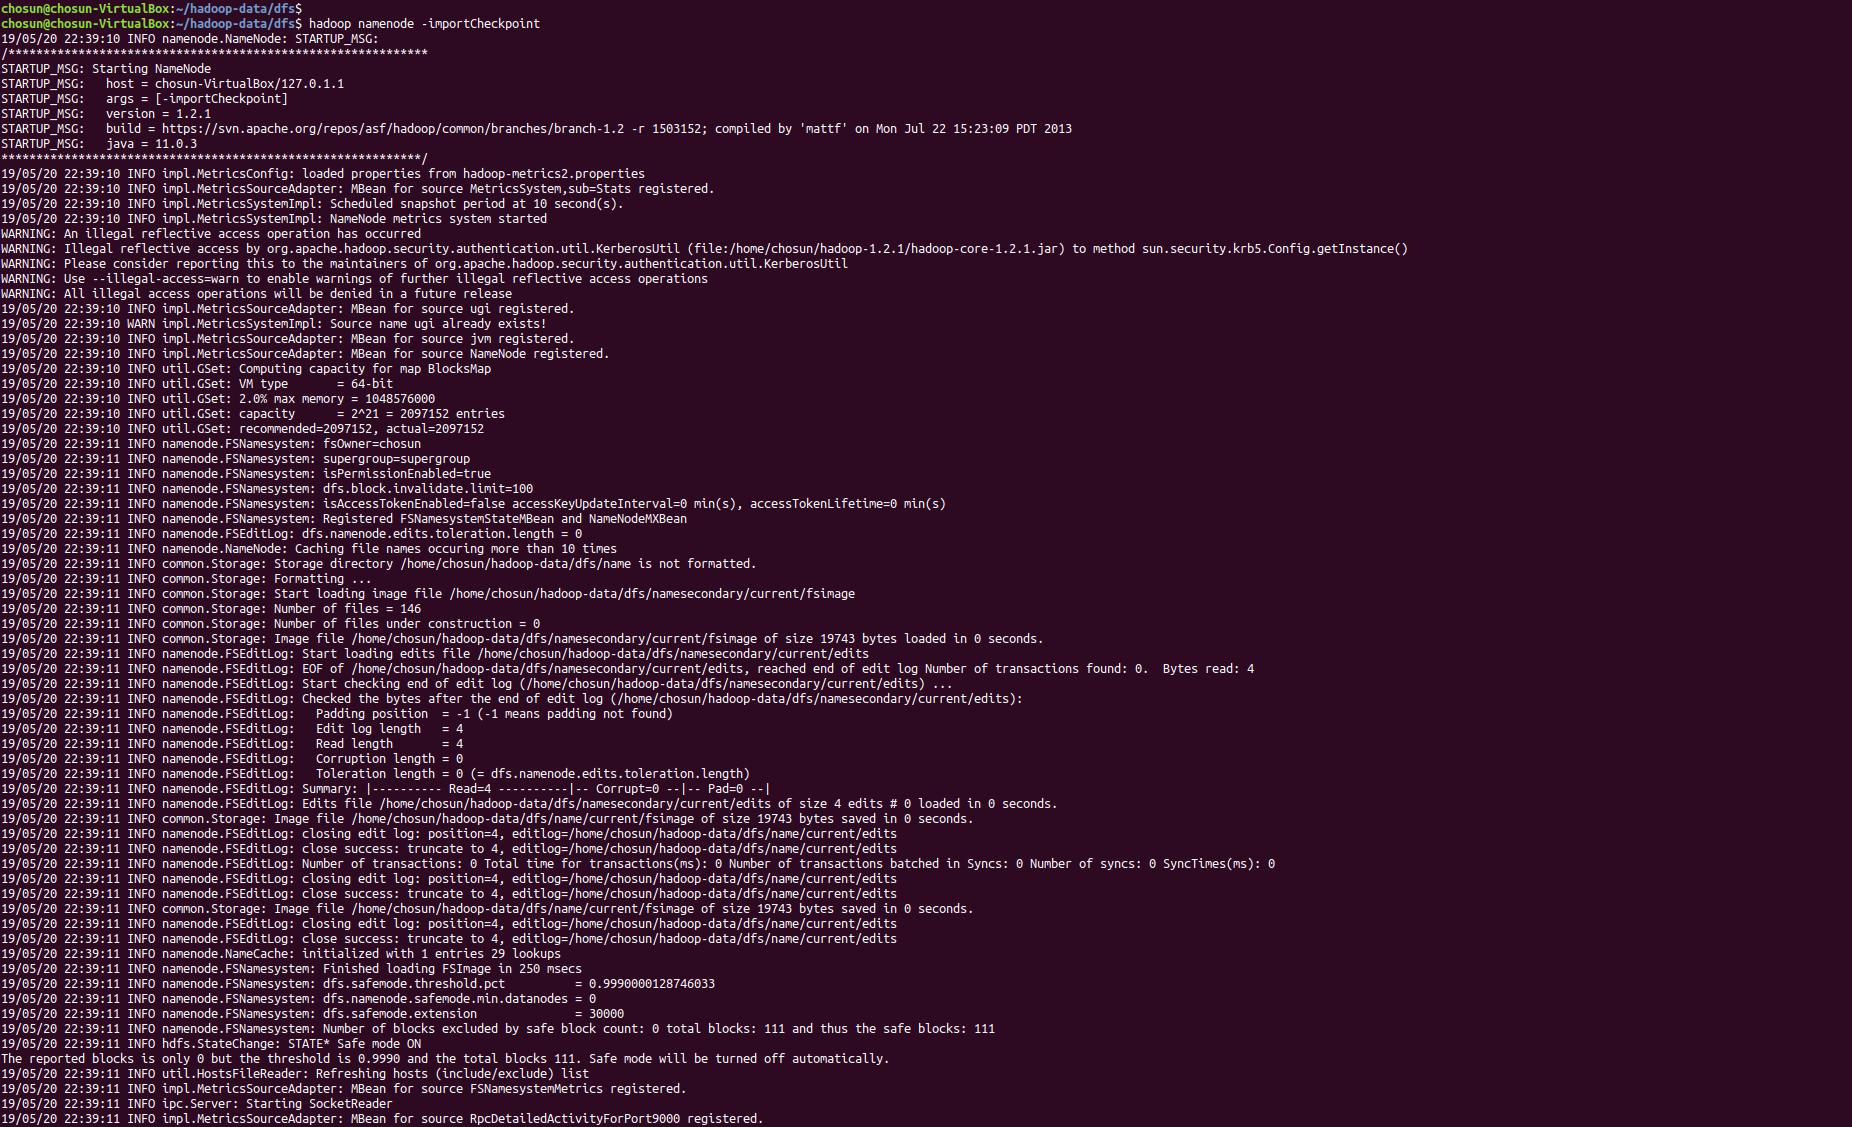 chosun@chosun-VirtualBox:~/hadoop-data/dfs$
chosun@chosun-VirtualBox:~/hadoop-data/dfs$ hadoop namenode -importCheckpoint
19/05/20 22:39:10 INFO namenode.NameNode: STARTUP_MSG:
/************************************************************
STARTUP_MSG: Starting NameNode
STARTUP_MSG:   host = chosun-VirtualBox/127.0.1.1
STARTUP_MSG:   args = [-importCheckpoint]
STARTUP_MSG:   version = 1.2.1
STARTUP_MSG:   build = https://svn.apache.org/repos/asf/hadoop/common/branches/branch-1.2 -r 1503152; compiled by 'mattf' on Mon Jul 22 15:23:09 PDT 2013
STARTUP_MSG:   java = 11.0.3
************************************************************/
19/05/20 22:39:10 INFO impl.MetricsConfig: loaded properties from hadoop-metrics2.properties
19/05/20 22:39:10 INFO impl.MetricsSourceAdapter: MBean for source MetricsSystem,sub=Stats registered.
19/05/20 22:39:10 INFO impl.MetricsSystemImpl: Scheduled snapshot period at 10 second(s).
19/05/20 22:39:10 INFO impl.MetricsSystemImpl: NameNode metrics system started
WARNING: An illegal reflective access operation has occurred
WARNING: Illegal reflective access by org.apache.hadoop.security.authentication.util.KerberosUtil (file:/home/chosun/hadoop-1.2.1/hadoop-core-1.2.1.jar) to method sun.security.krb5.Config.getInstance()
WARNING: Please consider reporting this to the maintainers of org.apache.hadoop.security.authentication.util.KerberosUtil
WARNING: Use --illegal-access=warn to enable warnings of further illegal reflective access operations
WARNING: All illegal access operations will be denied in a future release
19/05/20 22:39:10 INFO impl.MetricsSourceAdapter: MBean for source ugi registered.
19/05/20 22:39:10 WARN impl.MetricsSystemImpl: Source name ugi already exists!
19/05/20 22:39:10 INFO impl.MetricsSourceAdapter: MBean for source jvm registered.
19/05/20 22:39:10 INFO impl.MetricsSourceAdapter: MBean for source NameNode registered.
19/05/20 22:39:10 INFO util.GSet: Computing capacity for map BlocksMap
19/05/20 22:39:10 INFO util.GSet: VM type       = 64-bit
19/05/20 22:39:10 INFO util.GSet: 2.0% max memory = 1048576000
19/05/20 22:39:10 INFO util.GSet: capacity      = 2^21 = 2097152 entries
19/05/20 22:39:10 INFO util.GSet: recommended=2097152, actual=2097152
19/05/20 22:39:11 INFO namenode.FSNamesystem: fsOwner=chosun
19/05/20 22:39:11 INFO namenode.FSNamesystem: supergroup=supergroup
19/05/20 22:39:11 INFO namenode.FSNamesystem: isPermissionEnabled=true
19/05/20 22:39:11 INFO namenode.FSNamesystem: dfs.block.invalidate.limit=100
19/05/20 22:39:11 INFO namenode.FSNamesystem: isAccessTokenEnabled=false accessKeyUpdateInterval=0 min(s), accessTokenLifetime=0 min(s)
19/05/20 22:39:11 INFO namenode.FSNamesystem: Registered FSNamesystemStateMBean and NameNodeMXBean
19/05/20 22:39:11 INFO namenode.FSEditLog: dfs.namenode.edits.toleration.length = 0
19/05/20 22:39:11 INFO namenode.NameNode: Caching file names occuring more than 10 times
19/05/20 22:39:11 INFO common.Storage: Storage directory /home/chosun/hadoop-data/dfs/name is not formatted.
19/05/20 22:39:11 INFO common.Storage: Formatting ...
19/05/20 22:39:11 INFO common.Storage: Start loading image file /home/chosun/hadoop-data/dfs/namesecondary/current/fsimage
19/05/20 22:39:11 INFO common.Storage: Number of files = 146
19/05/20 22:39:11 INFO common.Storage: Number of files under construction = 0
19/05/20 22:39:11 INFO common.Storage: Image file /home/chosun/hadoop-data/dfs/namesecondary/current/fsimage of size 19743 bytes loaded in 0 seconds.
19/05/20 22:39:11 INFO namenode.FSEditLog: Start loading edits file /home/chosun/hadoop-data/dfs/namesecondary/current/edits
19/05/20 22:39:11 INFO namenode.FSEditLog: EOF of /home/chosun/hadoop-data/dfs/namesecondary/current/edits, reached end of edit log Number of transactions found: 0.  Bytes read: 4
19/05/20 22:39:11 INFO namenode.FSEditLog: Start checking end of edit log (/home/chosun/hadoop-data/dfs/namesecondary/current/edits) ...
19/05/20 22:39:11 INFO namenode.FSEditLog: Checked the bytes after the end of edit log (/home/chosun/hadoop-data/dfs/namesecondary/current/edits):
19/05/20 22:39:11 INFO namenode.FSEditLog:   Padding position  = -1 (-1 means padding not found)
19/05/20 22:39:11 INFO namenode.FSEditLog:   Edit log length   = 4
19/05/20 22:39:11 INFO namenode.FSEditLog:   Read length       = 4
19/05/20 22:39:11 INFO namenode.FSEditLog:   Corruption length = 0
19/05/20 22:39:11 INFO namenode.FSEditLog:   Toleration length = 0 (= dfs.namenode.edits.toleration.length)
19/05/20 22:39:11 INFO namenode.FSEditLog: Summary: |---------- Read=4 ----------|-- Corrupt=0 --|-- Pad=0 --|
19/05/20 22:39:11 INFO namenode.FSEditLog: Edits file /home/chosun/hadoop-data/dfs/namesecondary/current/edits of size 4 edits # 0 loaded in 0 seconds.
19/05/20 22:39:11 INFO common.Storage: Image file /home/chosun/hadoop-data/dfs/name/current/fsimage of size 19743 bytes saved in 0 seconds.
19/05/20 22:39:11 INFO namenode.FSEditLog: closing edit log: position=4, editlog=/home/chosun/hadoop-data/dfs/name/current/edits
19/05/20 22:39:11 INFO namenode.FSEditLog: close success: truncate to 4, editlog=/home/chosun/hadoop-data/dfs/name/current/edits
19/05/20 22:39:11 INFO namenode.FSEditLog: Number of transactions: 0 Total time for transactions(ms): 0 Number of transactions batched in Syncs: 0 Number of syncs: 0 SyncTimes(ms): 0
19/05/20 22:39:11 INFO namenode.FSEditLog: closing edit log: position=4, editlog=/home/chosun/hadoop-data/dfs/name/current/edits
19/05/20 22:39:11 INFO namenode.FSEditLog: close success: truncate to 4, editlog=/home/chosun/hadoop-data/dfs/name/current/edits
19/05/20 22:39:11 INFO common.Storage: Image file /home/chosun/hadoop-data/dfs/name/current/fsimage of size 19743 bytes saved in 0 seconds.
19/05/20 22:39:11 INFO namenode.FSEditLog: closing edit log: position=4, editlog=/home/chosun/hadoop-data/dfs/name/current/edits
19/05/20 22:39:11 INFO namenode.FSEditLog: close success: truncate to 4, editlog=/home/chosun/hadoop-data/dfs/name/current/edits
19/05/20 22:39:11 INFO namenode.NameCache: initialized with 1 entries 29 lookups
19/05/20 22:39:11 INFO namenode.FSNamesystem: Finished loading FSImage in 250 msecs
19/05/20 22:39:11 INFO namenode.FSNamesystem: dfs.safemode.threshold.pct          = 0.9990000128746033
19/05/20 22:39:11 INFO namenode.FSNamesystem: dfs.namenode.safemode.min.datanodes = 0
19/05/20 22:39:11 INFO namenode.FSNamesystem: dfs.safemode.extension              = 30000
19/05/20 22:39:11 INFO namenode.FSNamesystem: Number of blocks excluded by safe block count: 0 total blocks: 111 and thus the safe blocks: 111
19/05/20 22:39:11 INFO hdfs.StateChange: STATE* Safe mode ON
The reported blocks is only 0 but the threshold is 0.9990 and the total blocks 111. Safe mode will be turned off automatically.
19/05/20 22:39:11 INFO util.HostsFileReader: Refreshing hosts (include/exclude) list
19/05/20 22:39:11 INFO impl.MetricsSourceAdapter: MBean for source FSNamesystemMetrics registered.
19/05/20 22:39:11 INFO ipc.Server: Starting SocketReader
19/05/20 22:39:11 INFO impl.MetricsSourceAdapter: MBean for source RpcDetailedActivityForPort9000 registered.